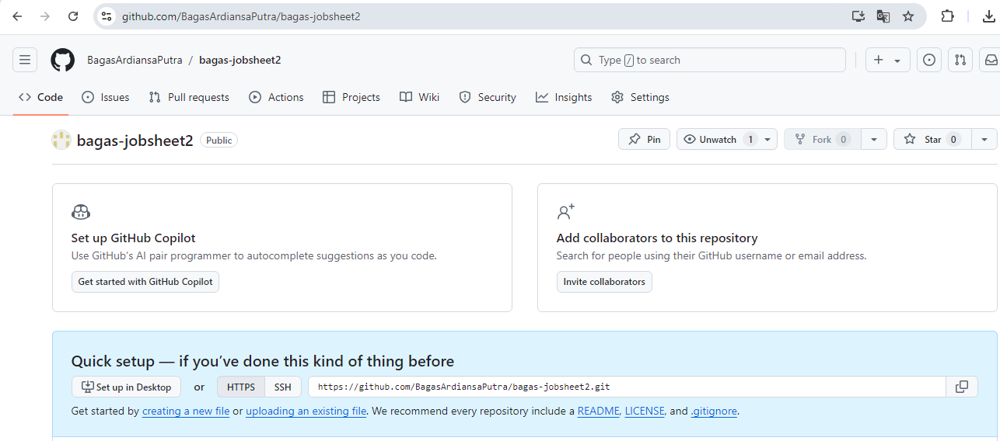 github.com/BagasArdiansaPutra/bagas-jobsheet2
BagasArdiansaPutra / bagas-jobsheet2
Type / to search
Code Issues Pull requests Actions Projects Wiki Security Insights Settings
bagas-jobsheet2 Public
Pin Unwatch 1 Fork 0 Star 0
Set up GitHub Copilot
Use GitHub's AI pair programmer to autocomplete suggestions as you code.
Get started with GitHub Copilot
Add collaborators to this repository
Search for people using their GitHub username or email address.
Invite collaborators
Quick setup — if you’ve done this kind of thing before
Set up in Desktop or HTTPS SSH https://github.com/BagasArdiansaPutra/bagas-jobsheet2.git
Get started by creating a new file or uploading an existing file. We recommend every repository include a README, LICENSE, and .gitignore.